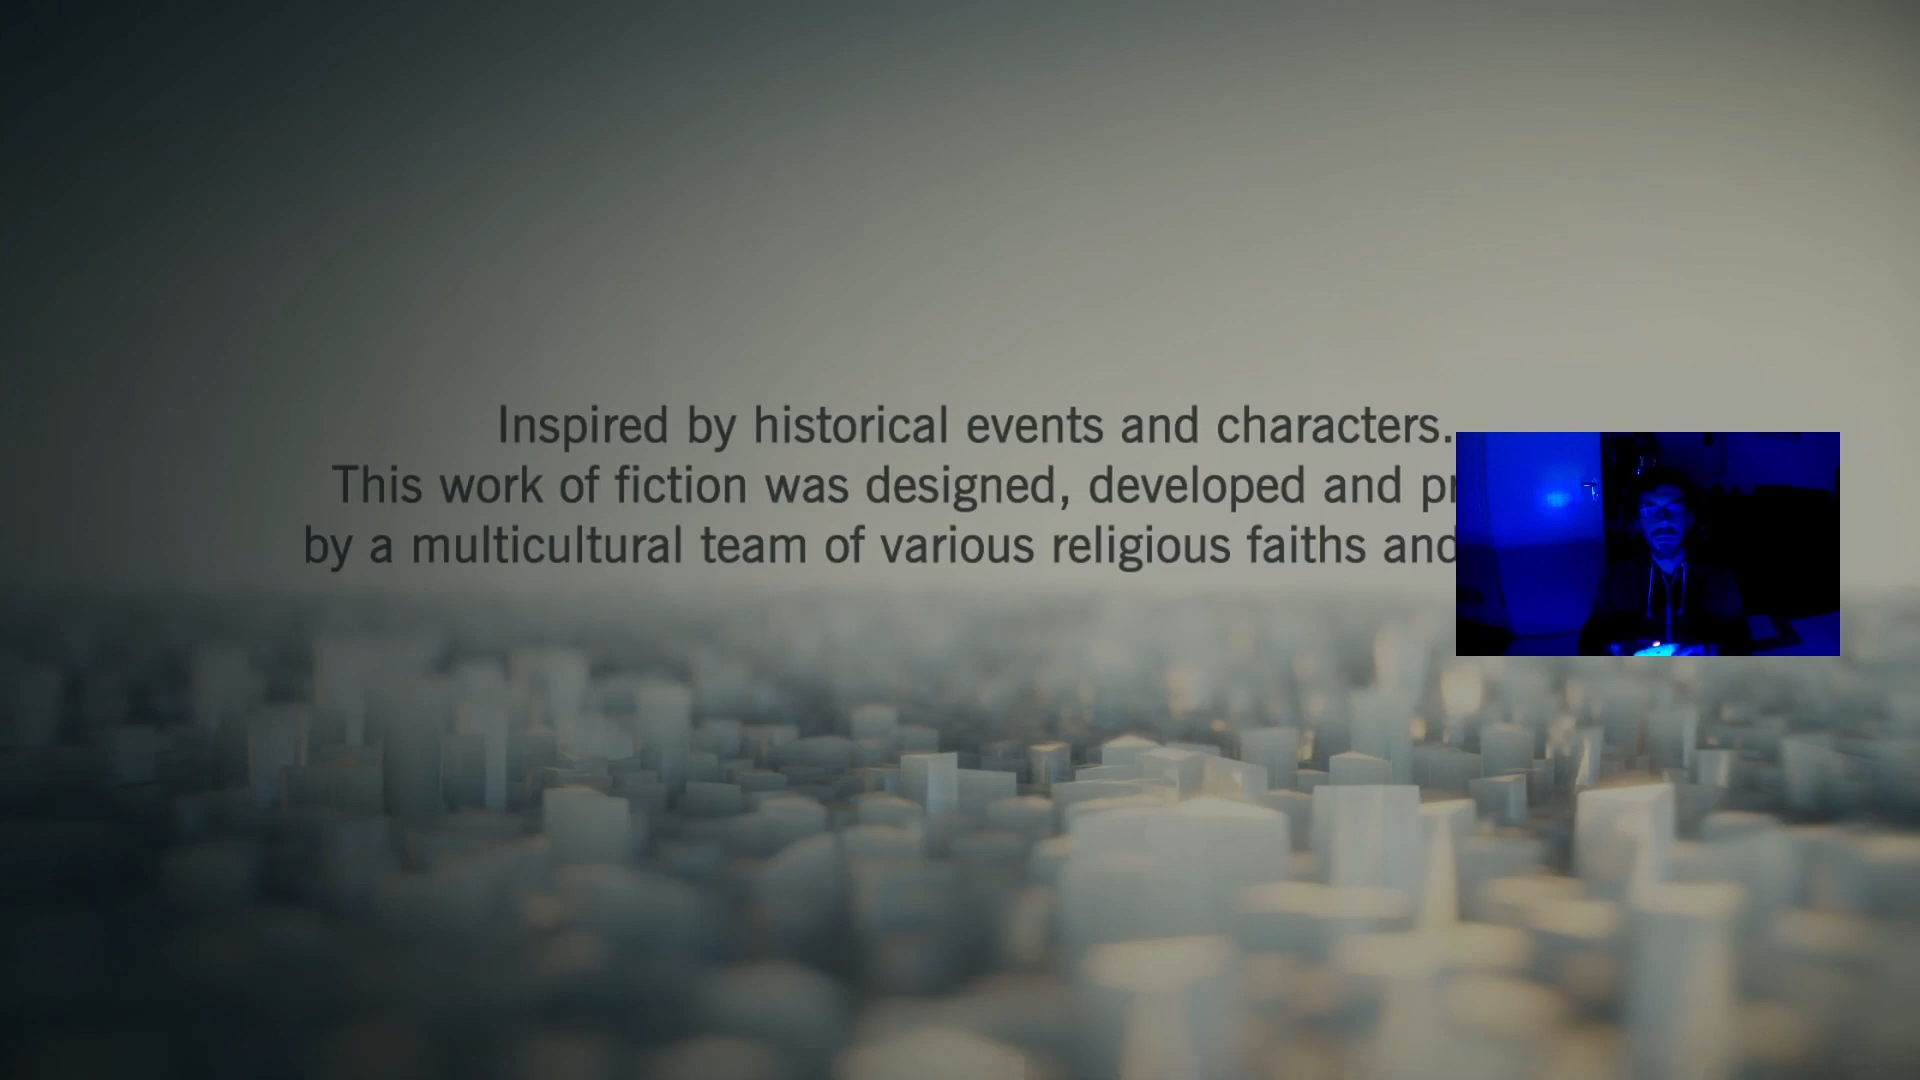 Inspired by historical events and characters.
This work of fiction was designed, developed and
by a multicultural team of various religious faiths and